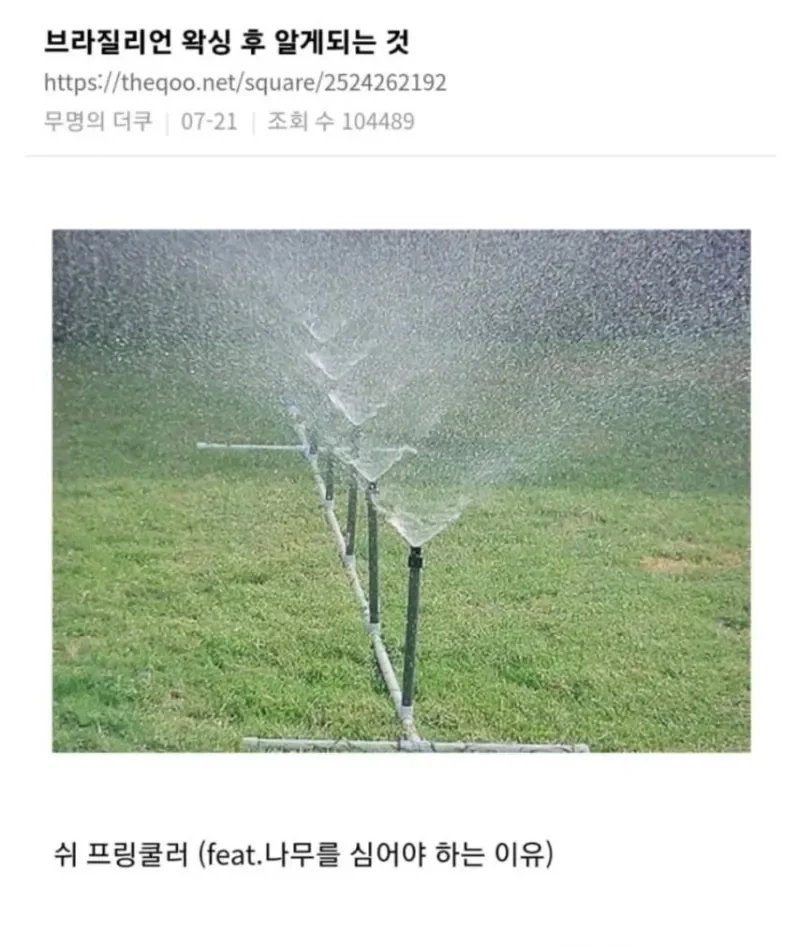 브라질리언 왁싱 후 알게되는 것
https://theqoo.net/square/2524262192
무명의 더쿠 | 07-21 | 조회 수 104489
쉬 프링쿨러 (feat.나무를 심어야 하는 이유)